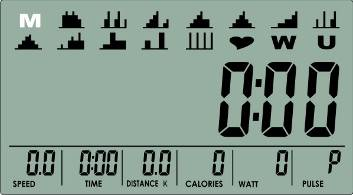 M
W U
0:00
0.0 0:00 0.0 0 0 P
SPEED TIME DISTANCE K CALORIES WATT PULSE